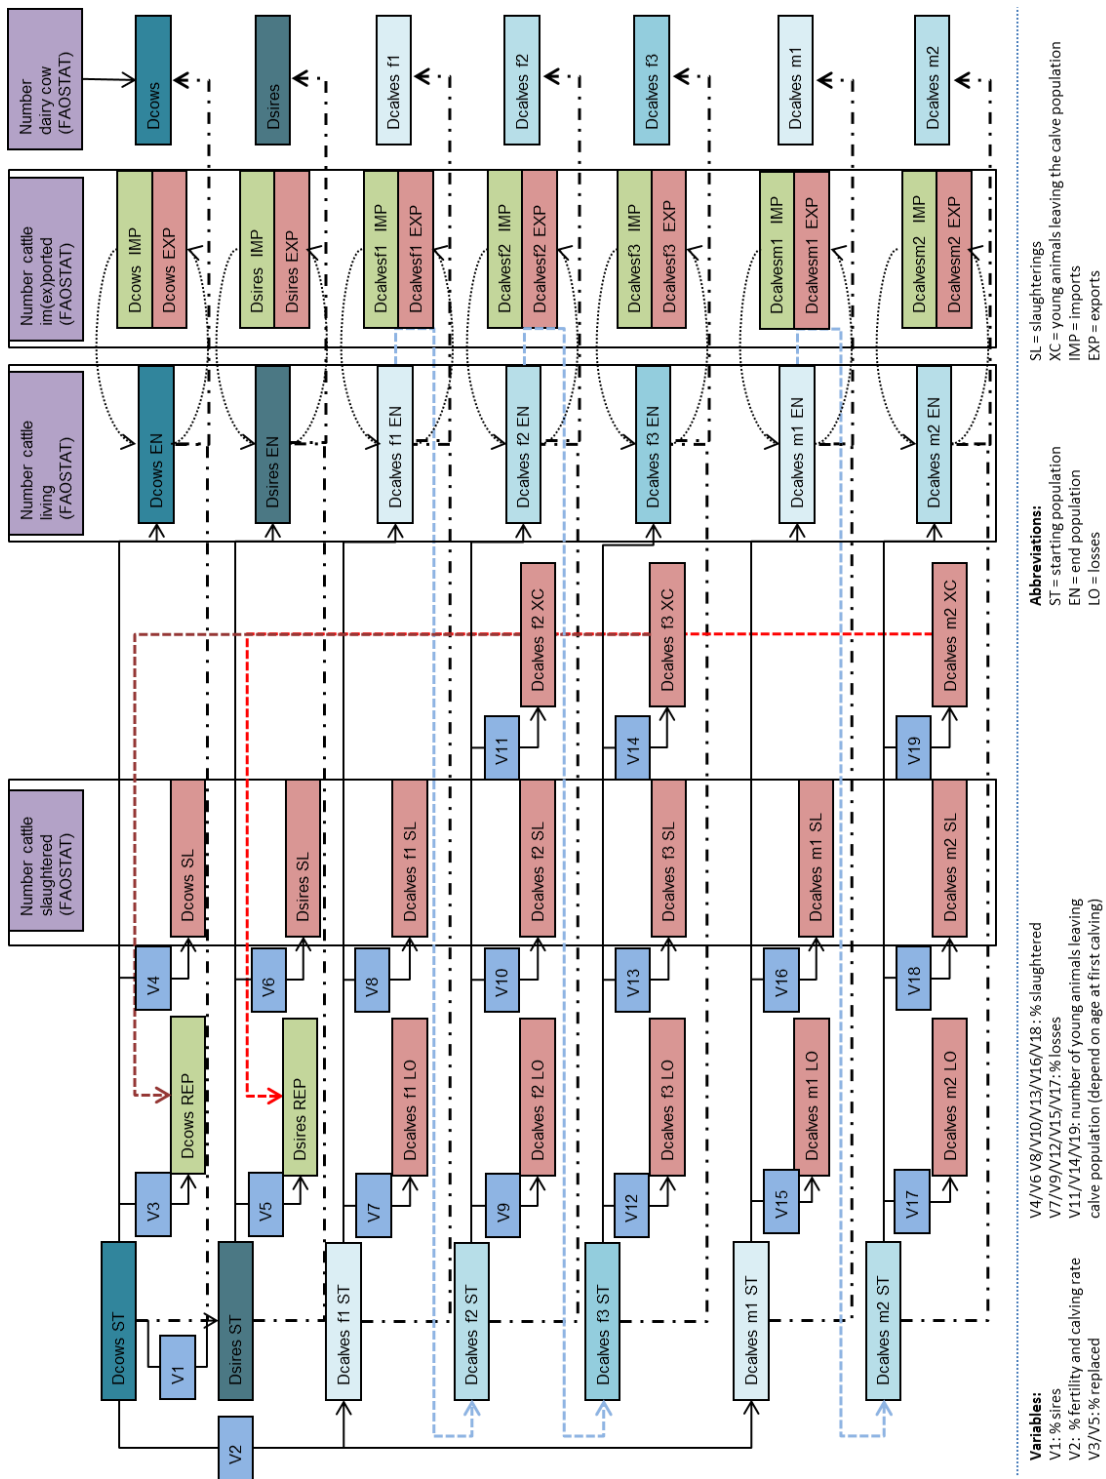 Number cattle
slaughtered
(FAOSTAT)
Number cattle
living
(FAOSTAT)
Number cattle
im(ex)ported
(FAOSTAT)
Number
dairy cow
(FAOSTAT)
Dcows ST
V3
Dcows REP
V4
Dcows SL
Dcows EN
Dcows IMP
Dcows EXP
Dcows
V1
V2
Dsires ST
V5
Dsires REP
V6
Dsires SL
Dsires EN
Dsires IMP
Dsires EXP
Dsires
Dcalves f1 ST
V7
Dcalves f1 LO
V8
Dcalves f1 SL
Dcalves f1 EN
Dcalvesf1 IMP
Dcalvesf1 EXP
Dcalves f1
Dcalves f2 ST
V9
Dcalves f2 LO
V10
Dcalves f2 SL
V11
Dcalves f2 XC
Dcalves f2 EN
Dcalvesf2 IMP
Dcalvesf2 EXP
Dcalves f2
Dcalves f3 ST
V12
Dcalves f3 LO
V13
Dcalves f3 SL
V14
Dcalves f3 XC
Dcalves f3 EN
Dcalvesf3 IMP
Dcalvesf3 EXP
Dcalves f3
Dcalves m1 ST
V15
Dcalves m1 LO
V16
Dcalves m1 SL
Dcalves m1 EN
Dcalvesm1 IMP
Dcalvesm1 EXP
Dcalves m1
Dcalves m2 ST
V17
Dcalves m2 LO
V18
Dcalves m2 SL
V19
Dcalves m2 XC
Dcalves m2 EN
Dcalvesm2 IMP
Dcalvesm2 EXP
Dcalves m2
Variables:
V1: % sires
V2: % fertility and calving rate
V3/V5: % replaced
V4/V6 V8/V10/V13/V16/V18 : % slaughtered
V7/V9/V12/V15/V17: % losses
V11/V14/V19: number of young animals leaving
calve population (depend on age at first calving)
Abbreviations:
ST = starting population
EN = end population
LO = losses
SL = slaughterings
XC = young animals leaving the calve population
IMP = imports
EXP = exports